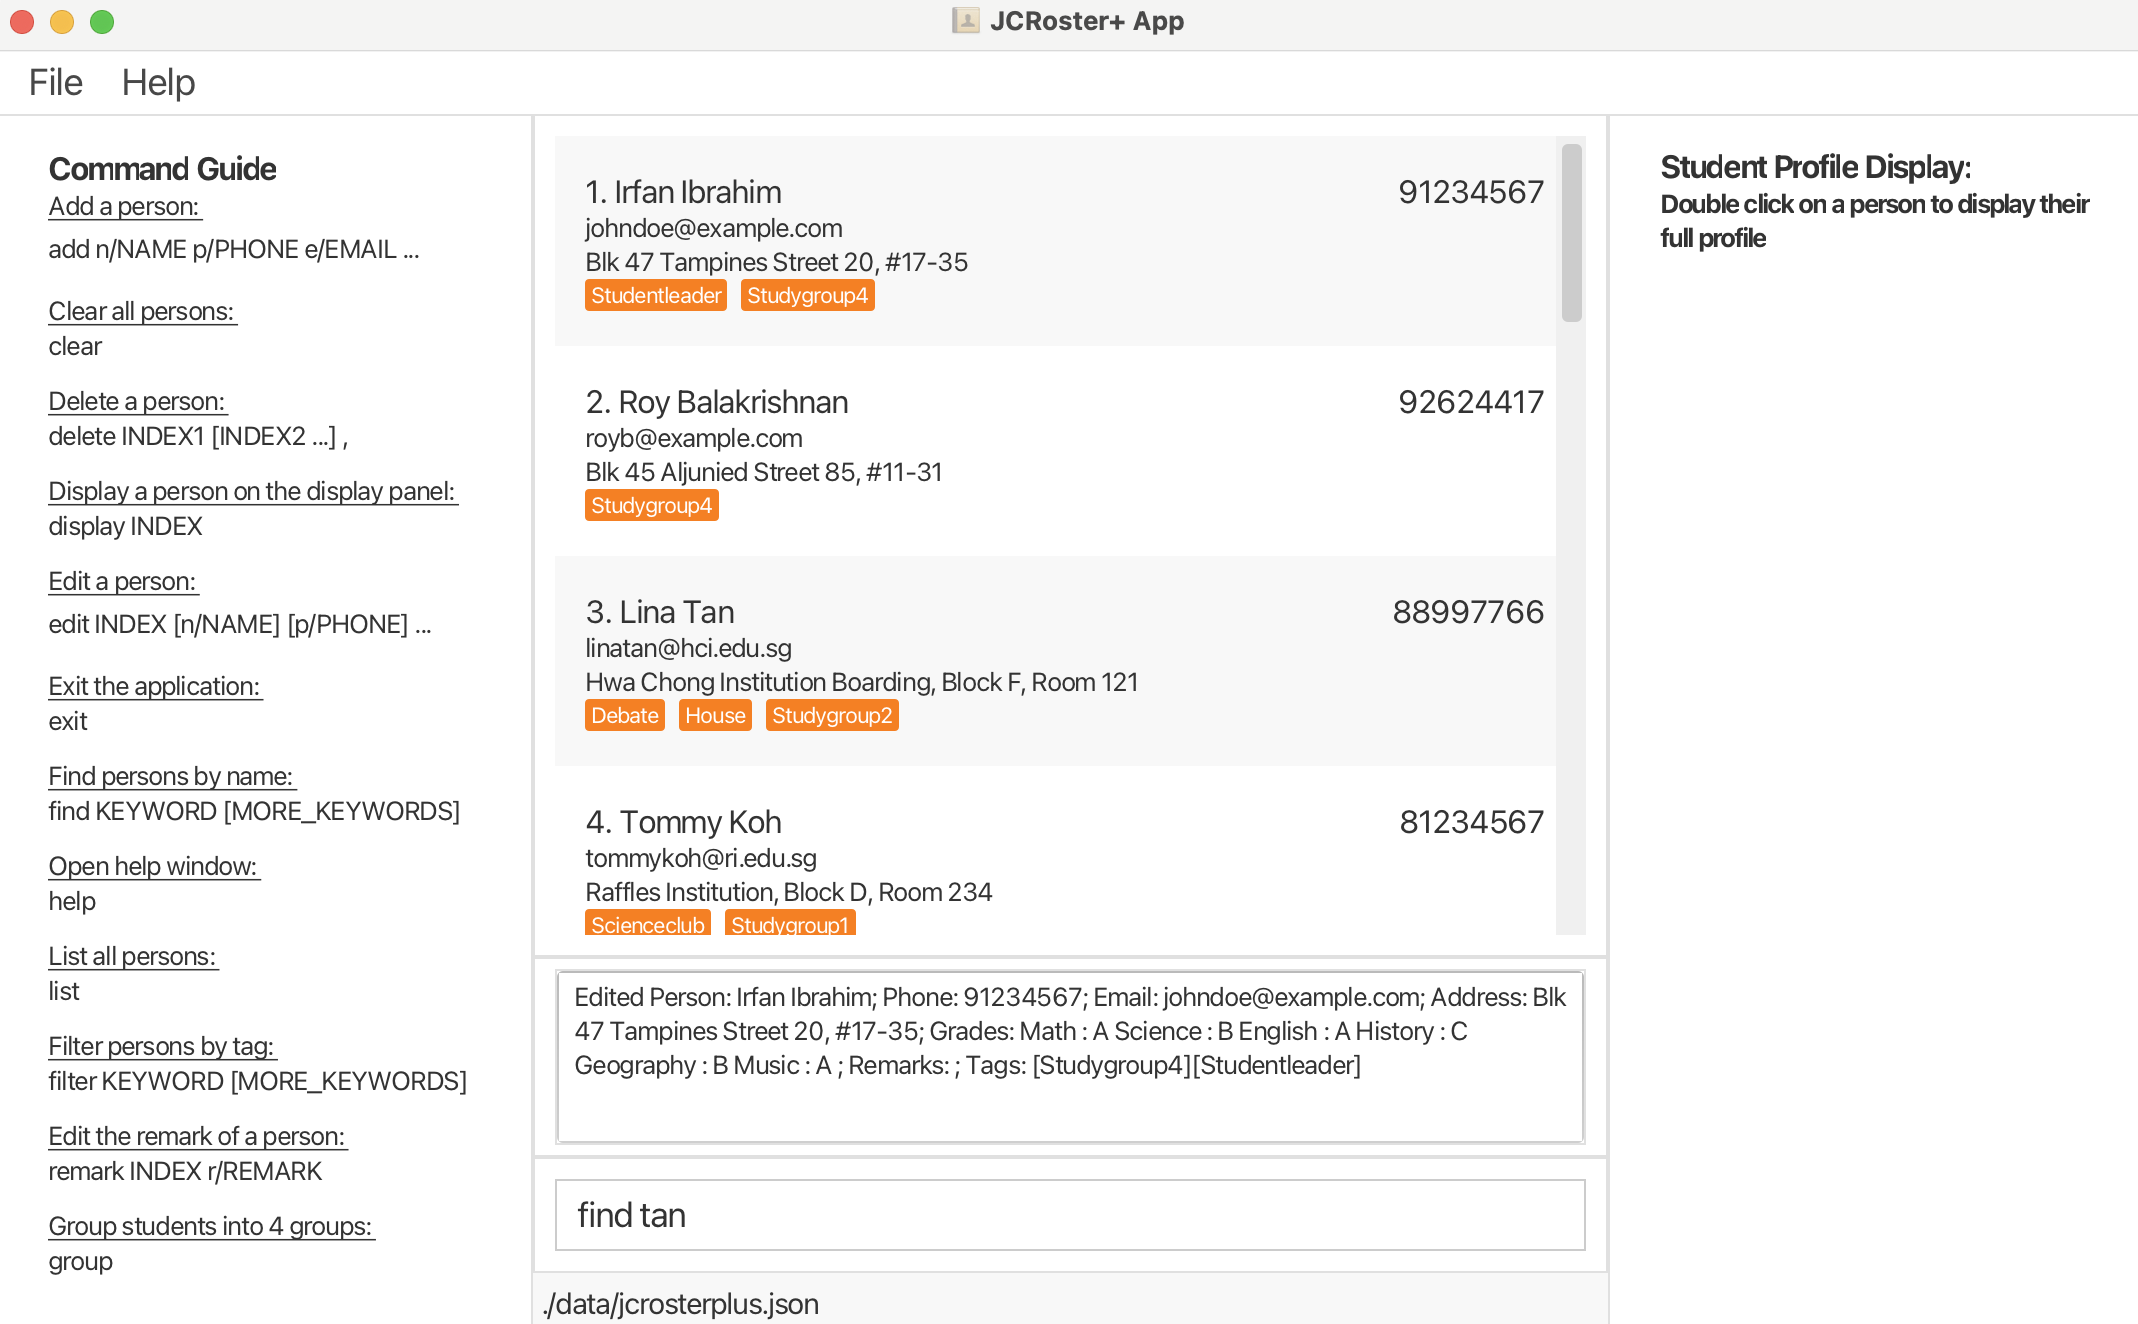 JCRoster+ App
File Help
Command Guide
Add a person:
add n/NAME p/PHONE e/EMAIL ...
Clear all persons:
clear
Delete a person:
delete INDEX1 [INDEX2 ...] ,
Display a person on the display panel:
display INDEX
Edit a person:
edit INDEX [n/NAME] [p/PHONE] ...
Exit the application:
exit
Find persons by name:
find KEYWORD [MORE_KEYWORDS]
Open help window:
help
List all persons:
list
Filter persons by tag:
filter KEYWORD [MORE_KEYWORDS]
Edit the remark of a person:
remark INDEX r/REMARK
Group students into 4 groups:
group
1. Irfan Ibrahim 91234567
johndoe@example.com
Blk 47 Tampines Street 20, #17-35
Studentleader Studygroup4
2. Roy Balakrishnan 92624417
royb@example.com
Blk 45 Aljunied Street 85, #11-31
Studygroup4
3. Lina Tan 88997766
linatan@hci.edu.sg
Hwa Chong Institution Boarding, Block F, Room 121
Debate House Studygroup2
4. Tommy Koh 81234567
tommykoh@ri.edu.sg
Raffles Institution, Block D, Room 234
Scienceclub Studygroup1
Edited Person: Irfan Ibrahim; Phone: 91234567; Email: johndoe@example.com; Address: Blk
47 Tampines Street 20, #17-35; Grades: Math : A Science : B English : A History : C
Geography : B Music : A ; Remarks: ; Tags: [Studygroup4][Studentleader]
find tan
./data/jcrosterplus.json
Student Profile Display:
Double click on a person to display their
full profile